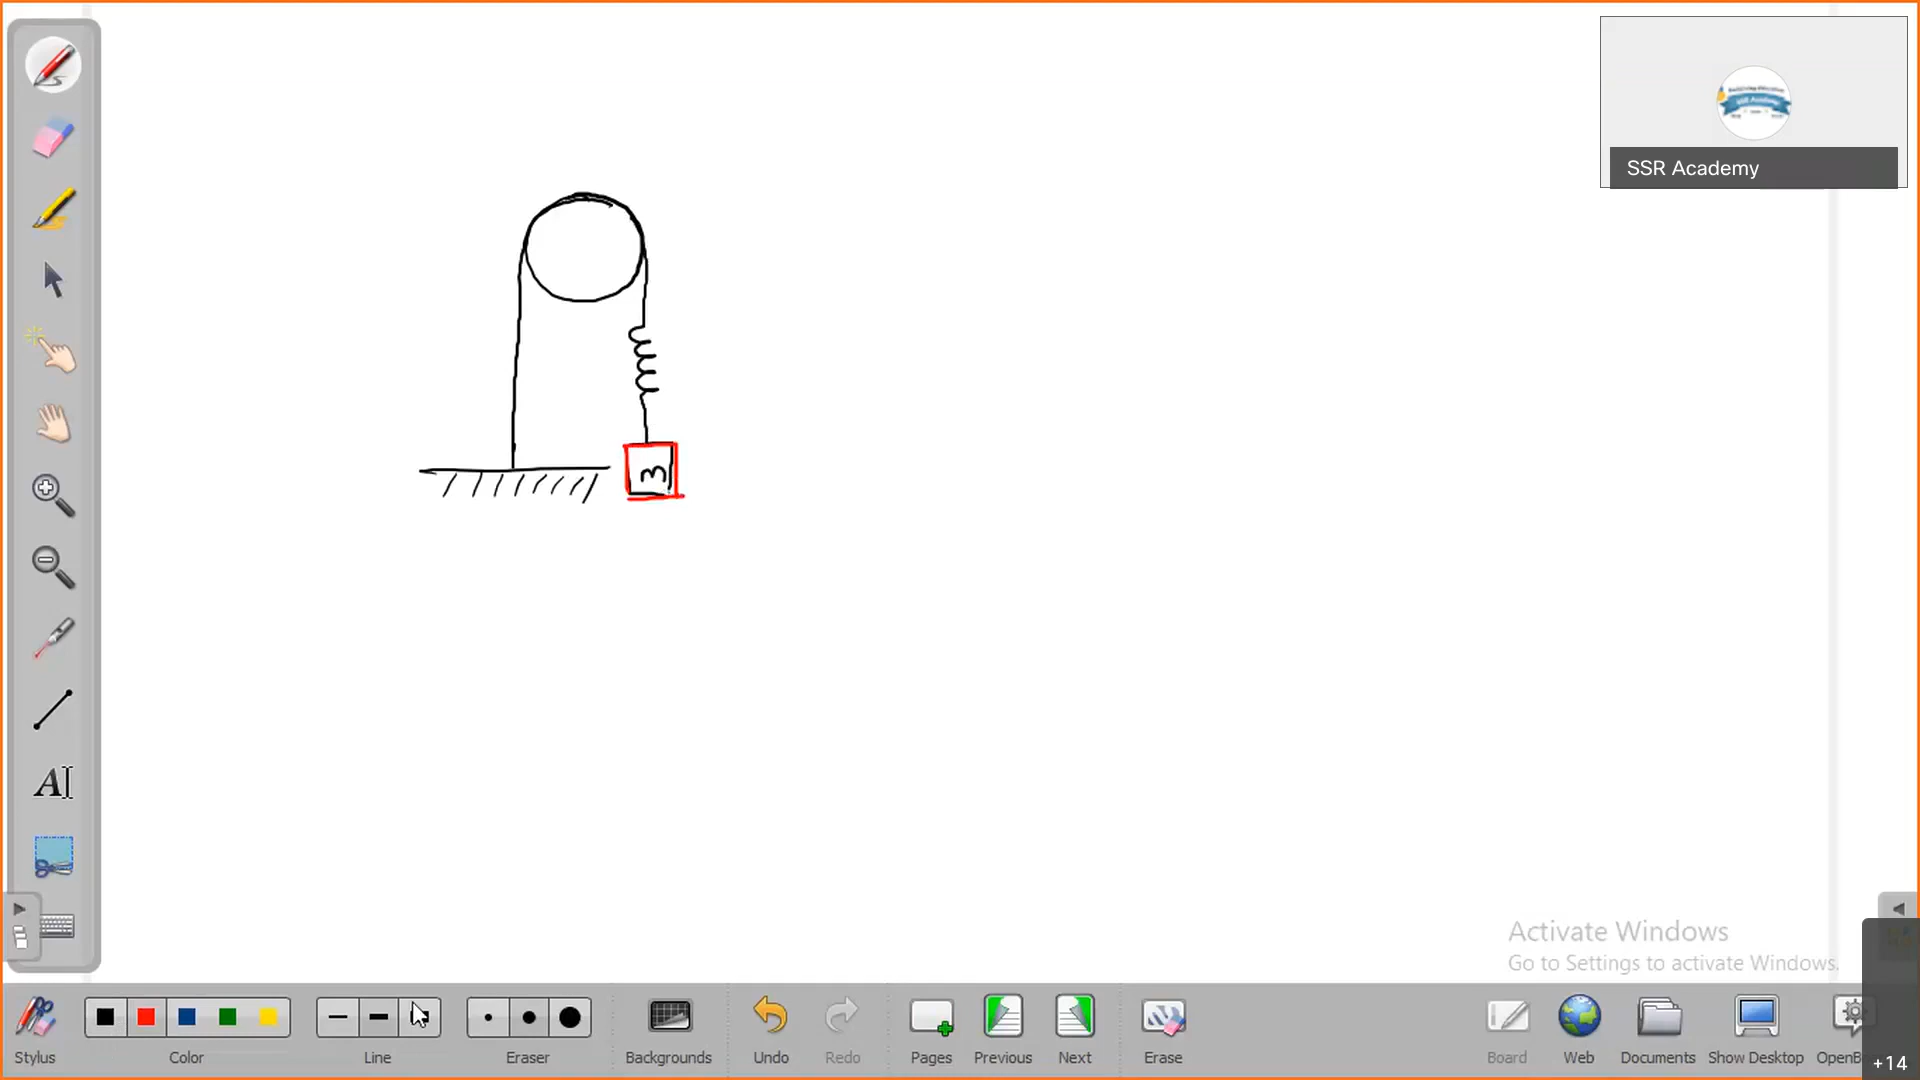 SSR Academy
m
Activate Windows
Go to Settings to activate Windows.
Stylus
Color
Line
Eraser
Backgrounds
Undo
Redo
Pages
Previous
Next
Erase
Board
Web
Documents
Show Desktop
+14